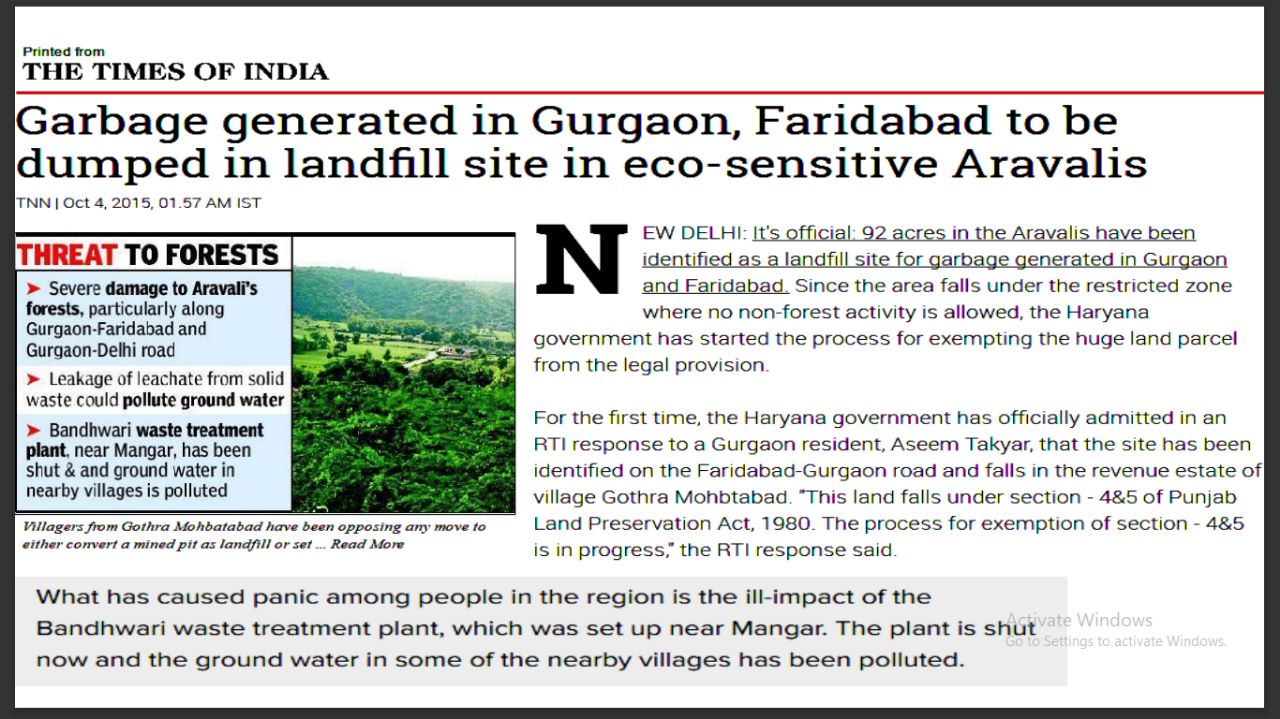 Printed from
THE TIMES OF INDIA
Garbage generated in Gurgaon, Faridabad to be
dumped in landfill site in eco-sensitive Aravalis
TNN | Oct 4, 2015, 01.57 AM IST
THREAT TO FORESTS
➤ Severe damage to Aravali's
forests, particularly along
Gurgaon-Faridabad and
Gurgaon-Delhi road
➤ Leakage of leachate from solid
waste could pollute ground water
➤ Bandhwari waste treatment
plant, near Mangar, has been
shut & and ground water in
nearby villages is polluted
Villagers from Gothra Mohbatabad have been opposing any move to
either convert a mined pit as landfill or set ... Read More
NEW DELHI: It's official: 92 acres in the Aravalis have been
identified as a landfill site for garbage generated in Gurgaon
and Faridabad. Since the area falls under the restricted zone
where no non-forest activity is allowed, the Haryana
government has started the process for exempting the huge land parcel
from the legal provision.
For the first time, the Haryana government has officially admitted in an
RTI response to a Gurgaon resident, Aseem Takyar, that the site has been
identified on the Faridabad-Gurgaon road and falls in the revenue estate of
village Gothra Mohbtabad. "This land falls under section - 4&5 of Punjab
Land Preservation Act, 1980. The process for exemption of section - 4&5
is in progress," the RTI response said.
What has caused panic among people in the region is the ill-impact of the
Bandhwari waste treatment plant, which was set up near Mangar. The plant is shut
now and the ground water in some of the nearby villages has been polluted.
Activate Windows
Go to Settings to activate Windows.